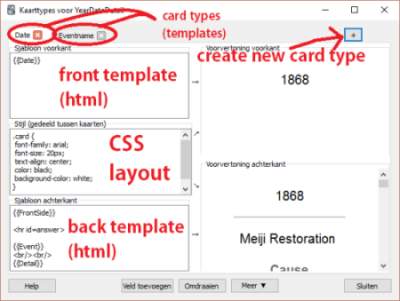 Kaarttypes voor YearDateDetail
card types
(templates)
Date
Eventname
+
create new card type
Sjabloon voorkant
Voorvertoning voorkant
{{Date}}
front template
(html)
1868
Stijl (gedeeld tussen kaarten)
.card {
font-family: arial;
font-size: 20px;
text-align: center;
color: black;
background-color: white;
}
CSS
layout
Sjabloon achterkant
Voorvertoning achterkant
{{FrontSide}}
<hr id=answer>
{{Event}}
<br/><br/>
{{Detail}}
back template
(html)
1868
Meiji Restoration
Cause
Help
Veld toevoegen
Omdraaien
Meer ▼
Sluiten